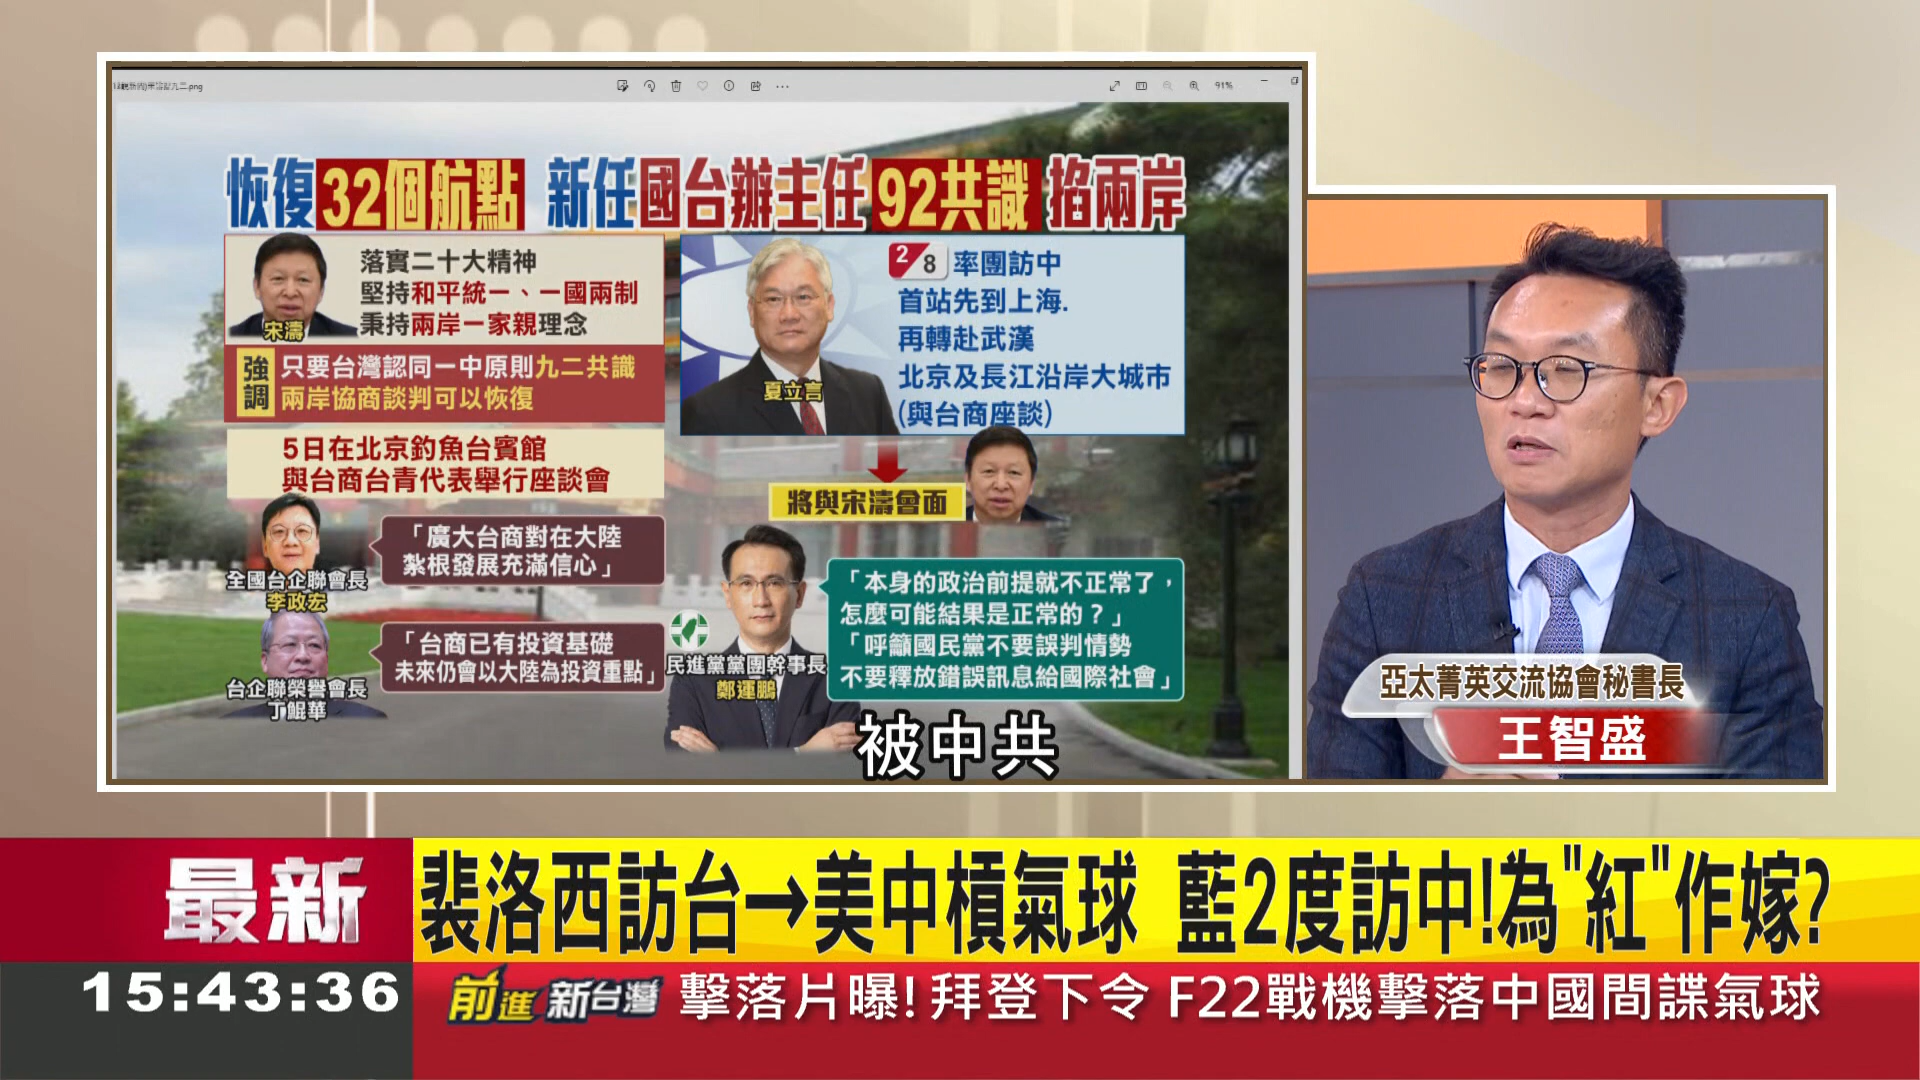 91%
恢復32個航點 新任國台辦主任92共識 掐兩岸
落實二十大精神
堅持和平統一、一國兩制
秉持兩岸一家親理念
宋濤
強調
只要台灣認同一中原則九二共識
兩岸協商談判可以恢復
5日在北京釣魚台賓館
與台商台青代表舉行座談會
「廣大台商對在大陸
紮根發展充滿信心」
全國台企聯會長
李政宏
「台商已有投資基礎
未來仍會以大陸為投資重點」
台企聯榮譽會長
丁鯤華
2/8 率團訪中
首站先到上海.
再轉赴武漢
北京及長江沿岸大城市
(與台商座談)
夏立言
將與宋濤會面
「本身的政治前提就不正常了，
怎麼可能結果是正常的？」
「呼籲國民黨不要誤判情勢
不要釋放錯誤訊息給國際社會」
民進黨黨團幹事長
鄭運鵬
被中共
亞太菁英交流協會秘書長
王智盛
最新
裴洛西訪台→美中槓氣球 藍2度訪中!為"紅"作嫁?
15:43:36
前進新台灣
擊落片曝! 拜登下令 F22戰機擊落中國間諜氣球